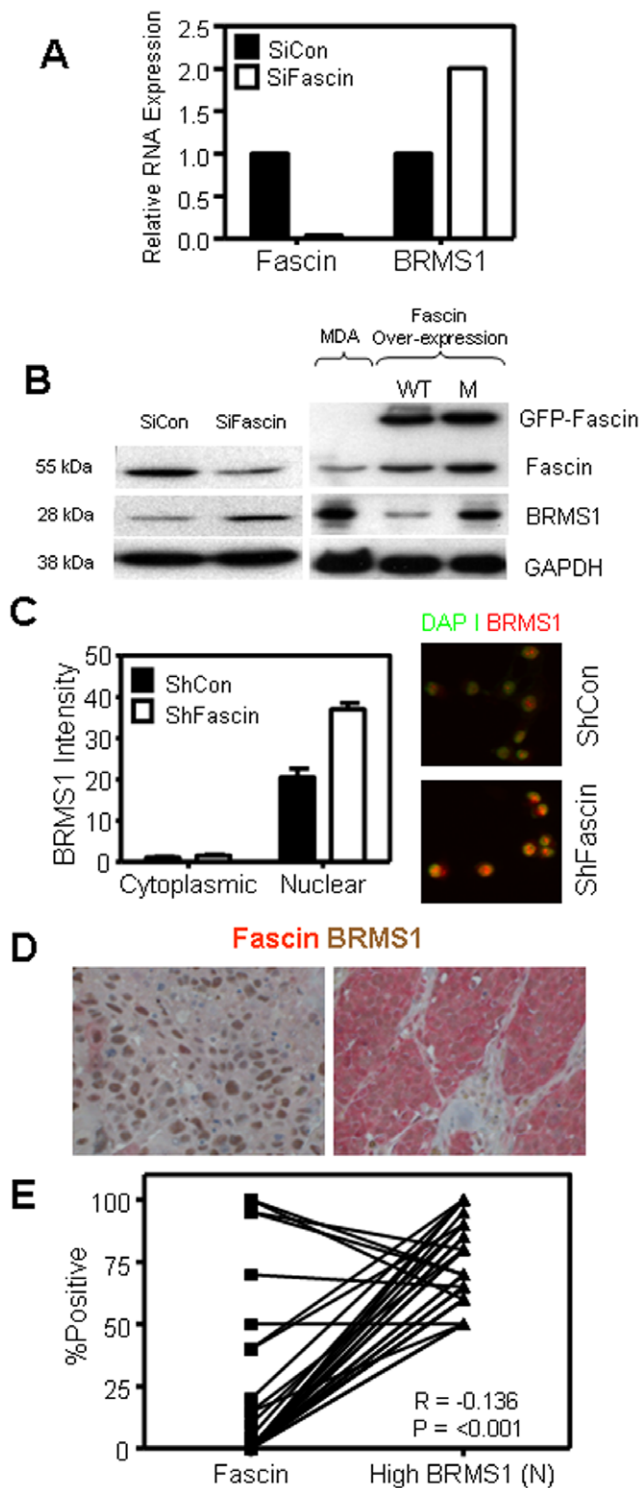 A
Relative RNA Expression
2.0
1.5
1.0
0.5
0.0
SiCon
SiFascin
Fascin BRMS1
B
MDA
Fascin
Over-expression
WT M
SiCon SiFascin
GFP-Fascin
55 kDa Fascin
28 kDa BRMS1
38 kDa GAPDH
C
BRMS1 Intensity
50
40
30
20
10
0
ShCon
ShFascin
Cytoplasmic Nuclear
DAP I BRMS1
ShCon
ShFascin
D
Fascin BRMS1
E
%Positive
100
75
50
25
0
R = -0.136
P = <0.001
Fascin High BRMS1 (N)